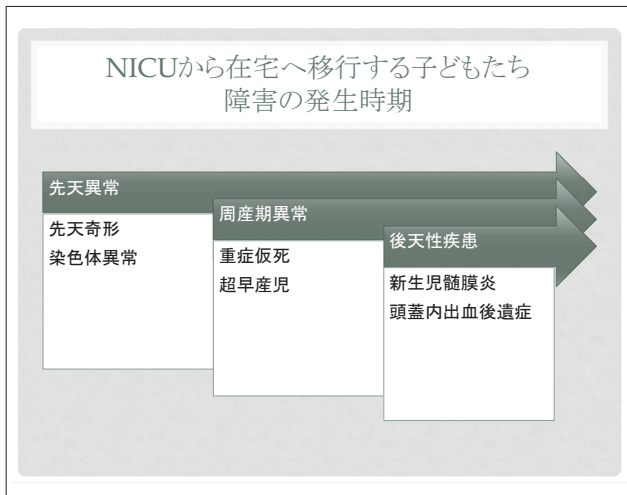 NICUから在宅へ移行する子どもたち
障害の発生時期
先天異常
先天奇形
染色体異常
周産期異常
重症仮死
超早産児
後天性疾患
新生児髄膜炎
頭蓋内出血後遺症